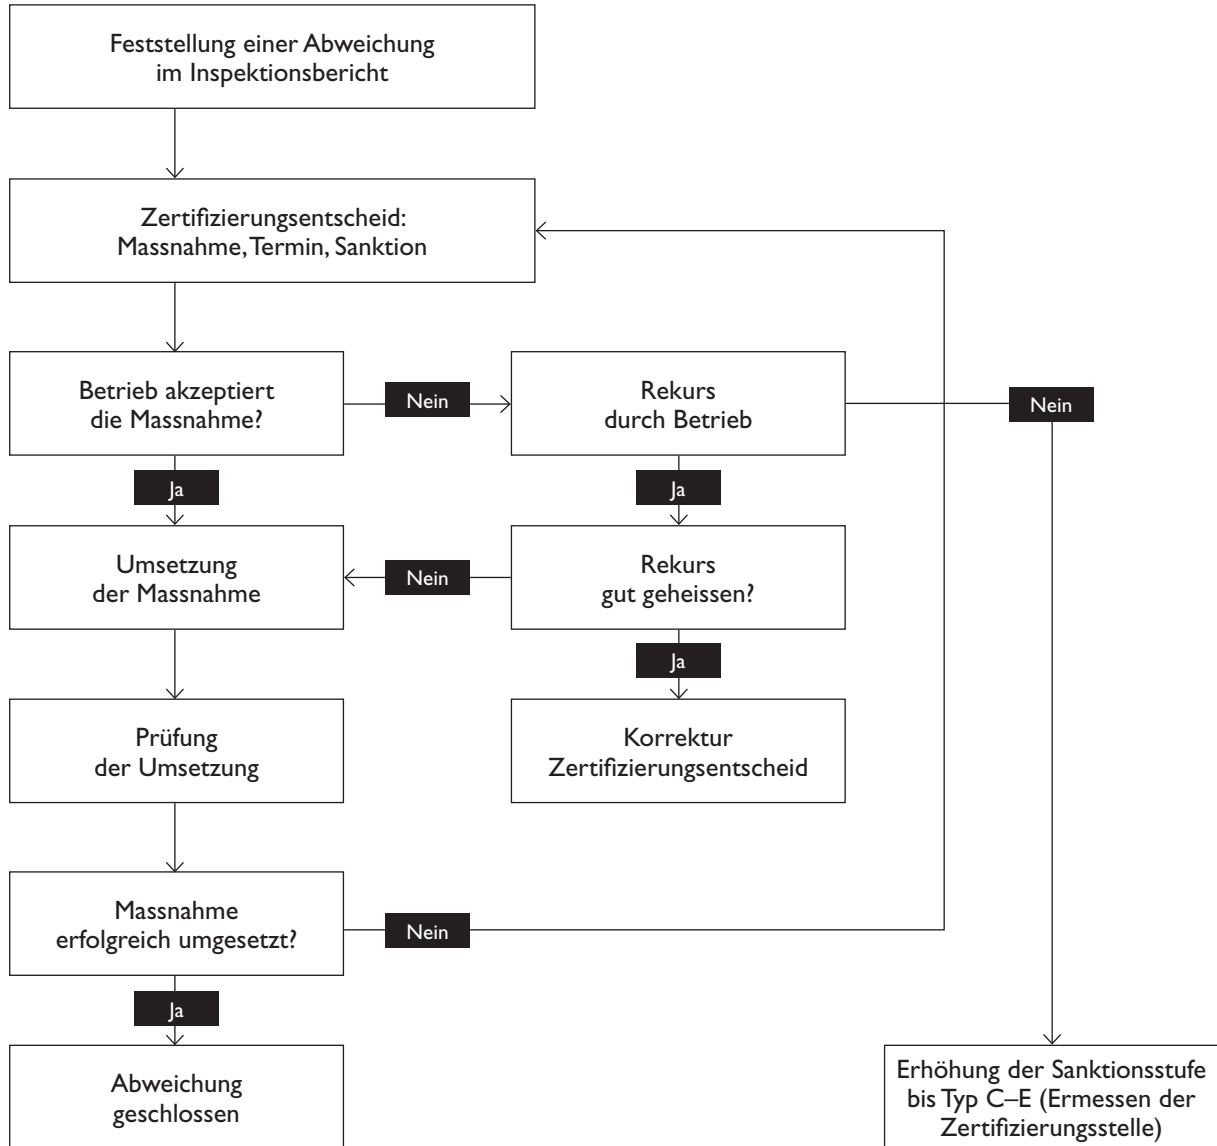 Feststellung einer Abweichung
im Inspektionsbericht
Zertifizierungsentscheid:
Massnahme, Termin, Sanktion
Betrieb akzeptiert
die Massnahme?
Nein
Rekurs
durch Betrieb
Nein
Ja
Ja
Umsetzung
der Massnahme
Nein
Rekurs
gut geheissen?
Ja
Prüfung
der Umsetzung
Korrektur
Zertifizierungsentscheid
Massnahme
erfolgreich umgesetzt?
Nein
Ja
Abweichung
geschlossen
Erhöhung der Sanktionsstufe
bis Typ C–E (Ermessen der
Zertifizierungsstelle)